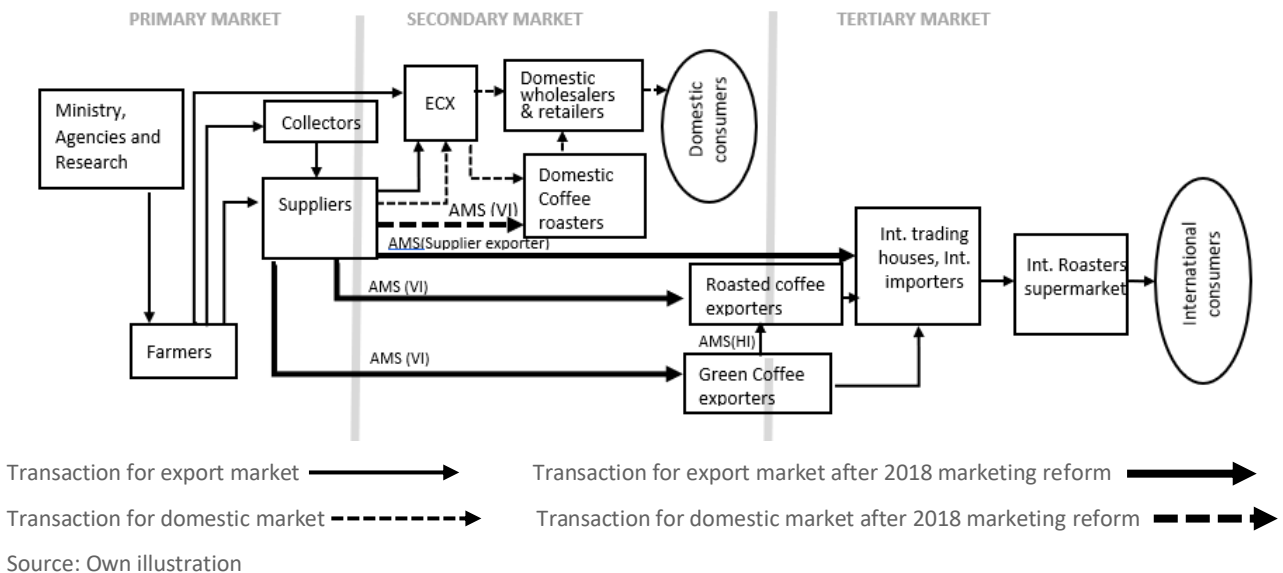 PRIMARY MARKET
SECONDARY MARKET
TERTIARY MARKET
Ministry,
Agencies and
Research
Farmers
Collectors
Suppliers
ECX
Domestic
wholesalers
& retailers
Domestic
consumers
Domestic
Coffee
roasters
AMS (VI)
AMS(Supplier exporter)
AMS (VI)
AMS (VI)
Roasted coffee
exporters
AMS(HI)
Green Coffee
exporters
Int. trading
houses, Int.
importers
Int. Roasters
supermarket
International
consumers
Transaction for export market
Transaction for export market after 2018 marketing reform
Transaction for domestic market
Transaction for domestic market after 2018 marketing reform
Source: Own illustration